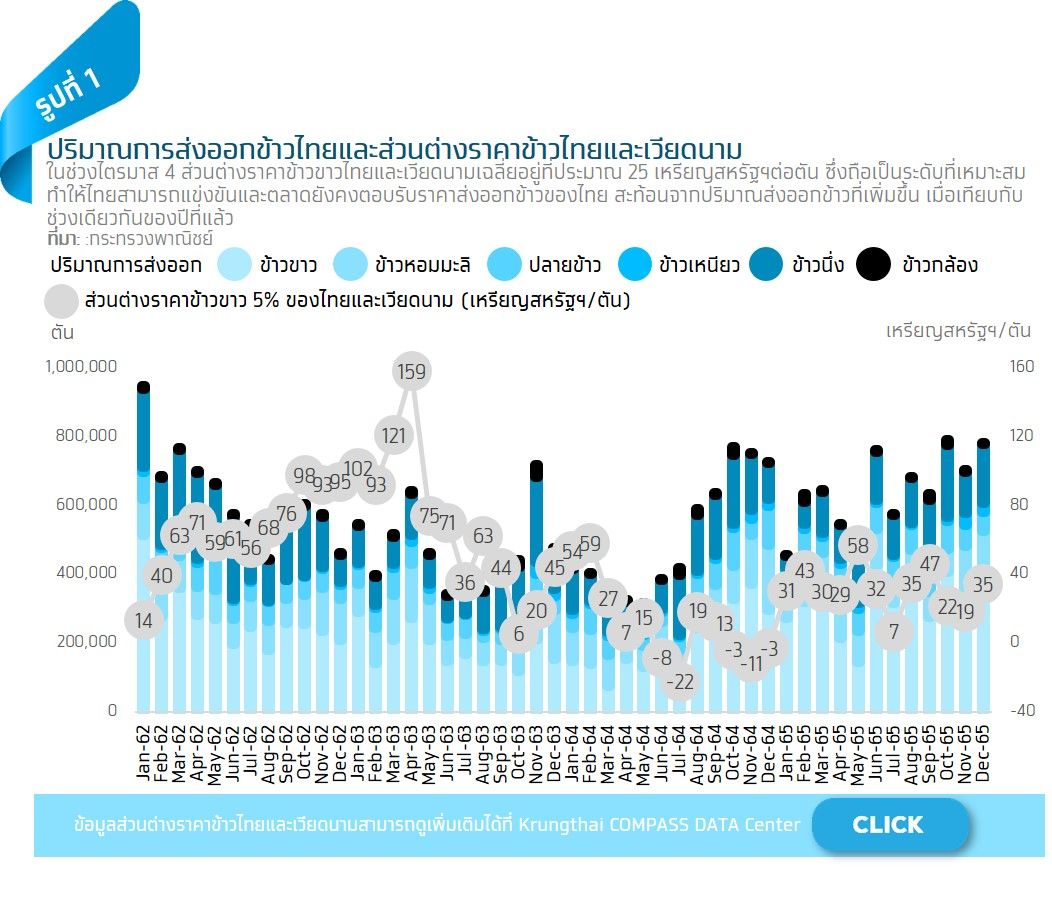 รูปที่ 1
ปริมาณการส่งออกข้าวไทยและส่วนต่างราคาข้าวไทยและเวียดนาม
ในช่วงไตรมาส 4 ส่วนต่างราคาข้าวขาวไทยและเวียดนามเฉลี่ยอยู่ที่ประมาณ 25 เหรียญสหรัฐฯต่อตัน ซึ่งถือเป็นระดับที่เหมาะสม
ทำให้ไทยสามารถแข่งขันและตลาดยังคงตอบรับราคาส่งออกข้าวของไทย สะท้อนจากปริมาณส่งออกข้าวที่เพิ่มขึ้น เมื่อเทียบกับ
ช่วงเดียวกันของปีที่แล้ว
ที่มา: :กระทรวงพาณิชย์
ปริมาณการส่งออก ข้าวขาว ข้าวหอมมะลิ ปลายข้าว ข้าวเหนียว ข้าวนึ่ง ข้าวกล้อง
ส่วนต่างราคาข้าวขาว 5% ของไทยและเวียดนาม (เหรียญสหรัฐฯ/ตัน)
ตัน เหรียญสหรัฐฯ/ตัน
1,000,000 160
800,000 120
600,000 80
400,000 40
200,000 0
0 -40
14 40 63 71 59 61 56 68 76 98 93 95 102 93 121 159 75 71 36 63 44 6 20 45 54 59 27 7 15 -8 -22 19 13 -3 -11 -3 31 43 30 29 58 32 7 35 47 22 19 35
Jan-62 Feb-62 Mar-62 Apr-62 May-62 Jun-62 Jul-62 Aug-62 Sep-62 Oct-62 Nov-62 Dec-62 Jan-63 Feb-63 Mar-63 Apr-63 May-63 Jun-63 Jul-63 Aug-63 Sep-63 Oct-63 Nov-63 Dec-63 Jan-64 Feb-64 Mar-64 Apr-64 May-64 Jun-64 Jul-64 Aug-64 Sep-64 Oct-64 Nov-64 Dec-64 Jan-65 Feb-65 Mar-65 Apr-65 May-65 Jun-65 Jul-65 Aug-65 Sep-65 Oct-65 Nov-65 Dec-65
ข้อมูลส่วนต่างราคาข้าวไทยและเวียดนามสามารถดูเพิ่มเติมได้ที่ Krungthai COMPASS DATA Center CLICK